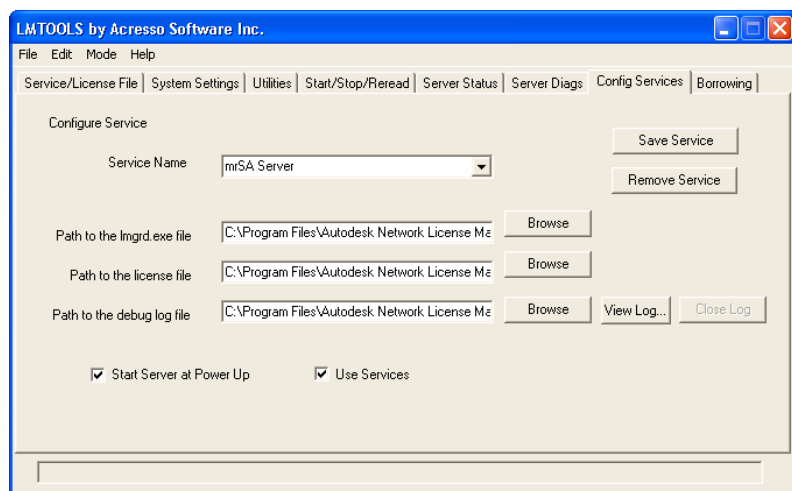 LMTOOLS by Acresso Software Inc.
File Edit Mode Help
Service/License File System Settings Utilities Start/Stop/Reread Server Status Server Diags Config Services Borrowing
Configure Service
Save Service
Service Name mrSA Server
Remove Service
Path to the lmgrd.exe file C:\Program Files\Autodesk Network License Ma Browse
Path to the license file C:\Program Files\Autodesk Network License Ma Browse
Path to the debug log file C:\Program Files\Autodesk Network License Ma Browse View Log... Close Log
Start Server at Power Up Use Services